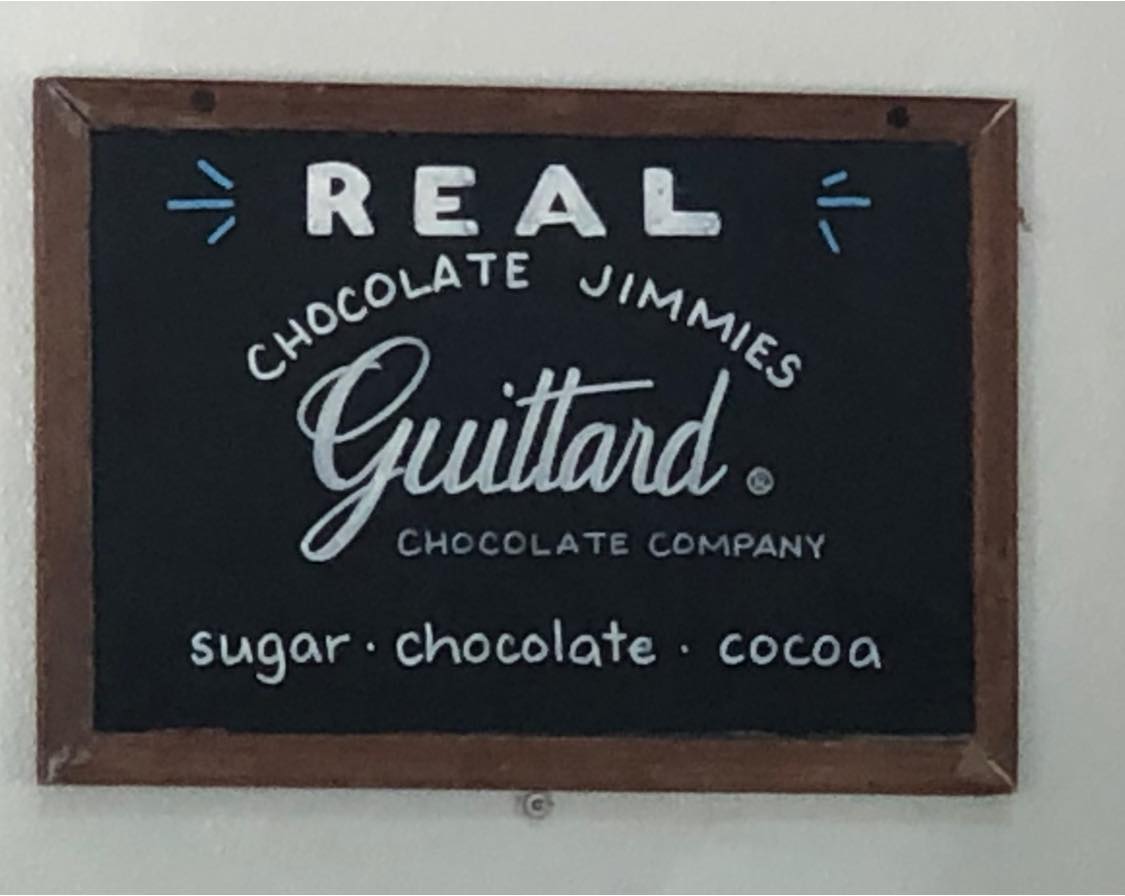 REAL
CHOCOLATE JIMMIES
Guittard ®
CHOCOLATE COMPANY
sugar · chocolate · cocoa